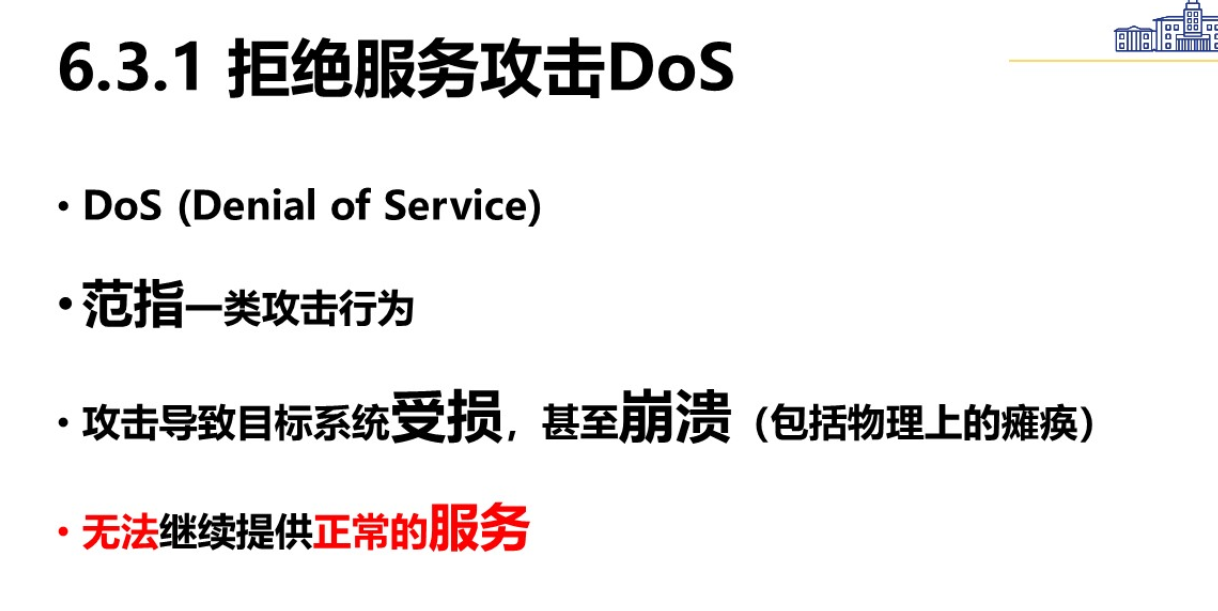 6.3.1 拒绝服务攻击DoS
• DoS (Denial of Service)
• 范指一类攻击行为
• 攻击导致目标系统受损，甚至崩溃（包括物理上的瘫痪）
• 无法继续提供正常的服务